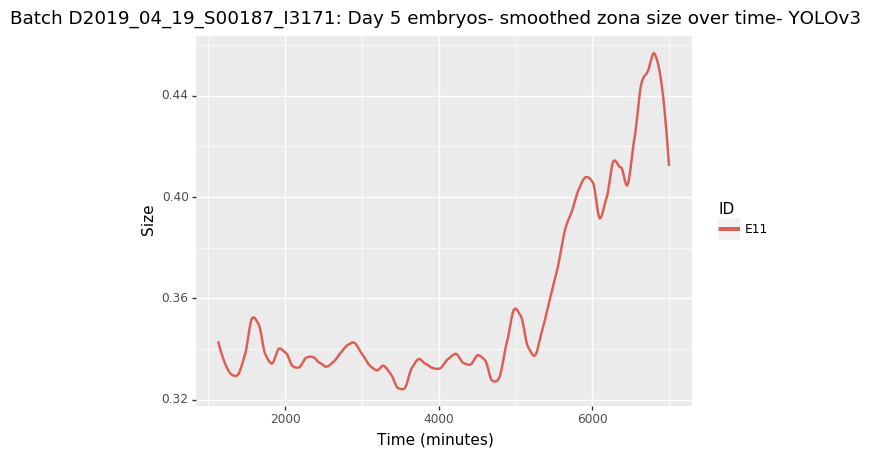 Batch D2019_04_19_S00187_I3171: Day 5 embryos- smoothed zona size over time- YOLOv3
0.44
0.40
0.36
0.32
Size
2000
4000
6000
Time (minutes)
ID
E11